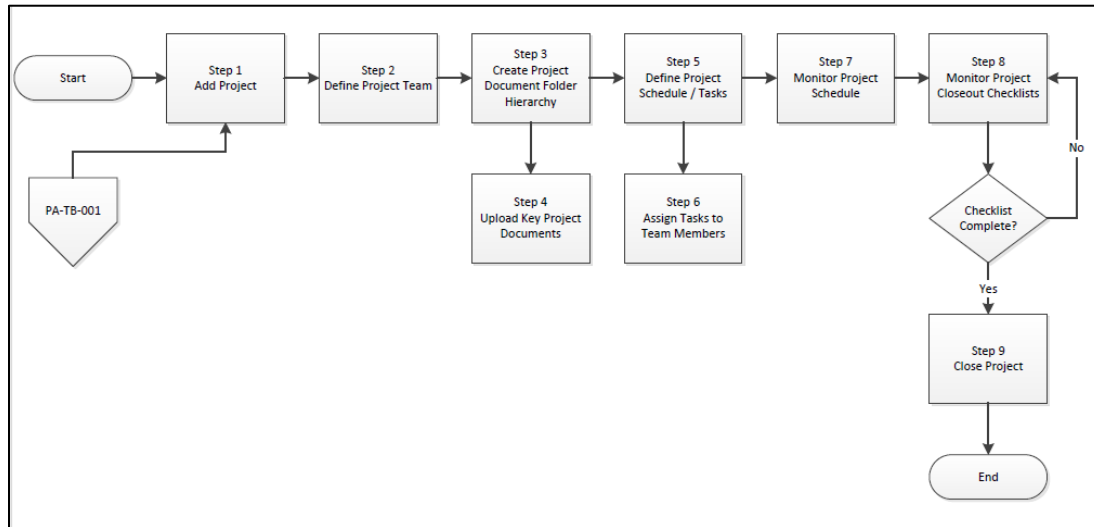 Start
Step 1
Add Project
Step 2
Define Project Team
Step 3
Create Project
Document Folder
Hierarchy
Step 5
Define Project
Schedule / Tasks
Step 7
Monitor Project
Schedule
Step 8
Monitor Project
Closeout Checklists
No
PA-TB-001
Step 4
Upload Key Project
Documents
Step 6
Assign Tasks to
Team Members
Checklist
Complete?
Yes
Step 9
Close Project
End